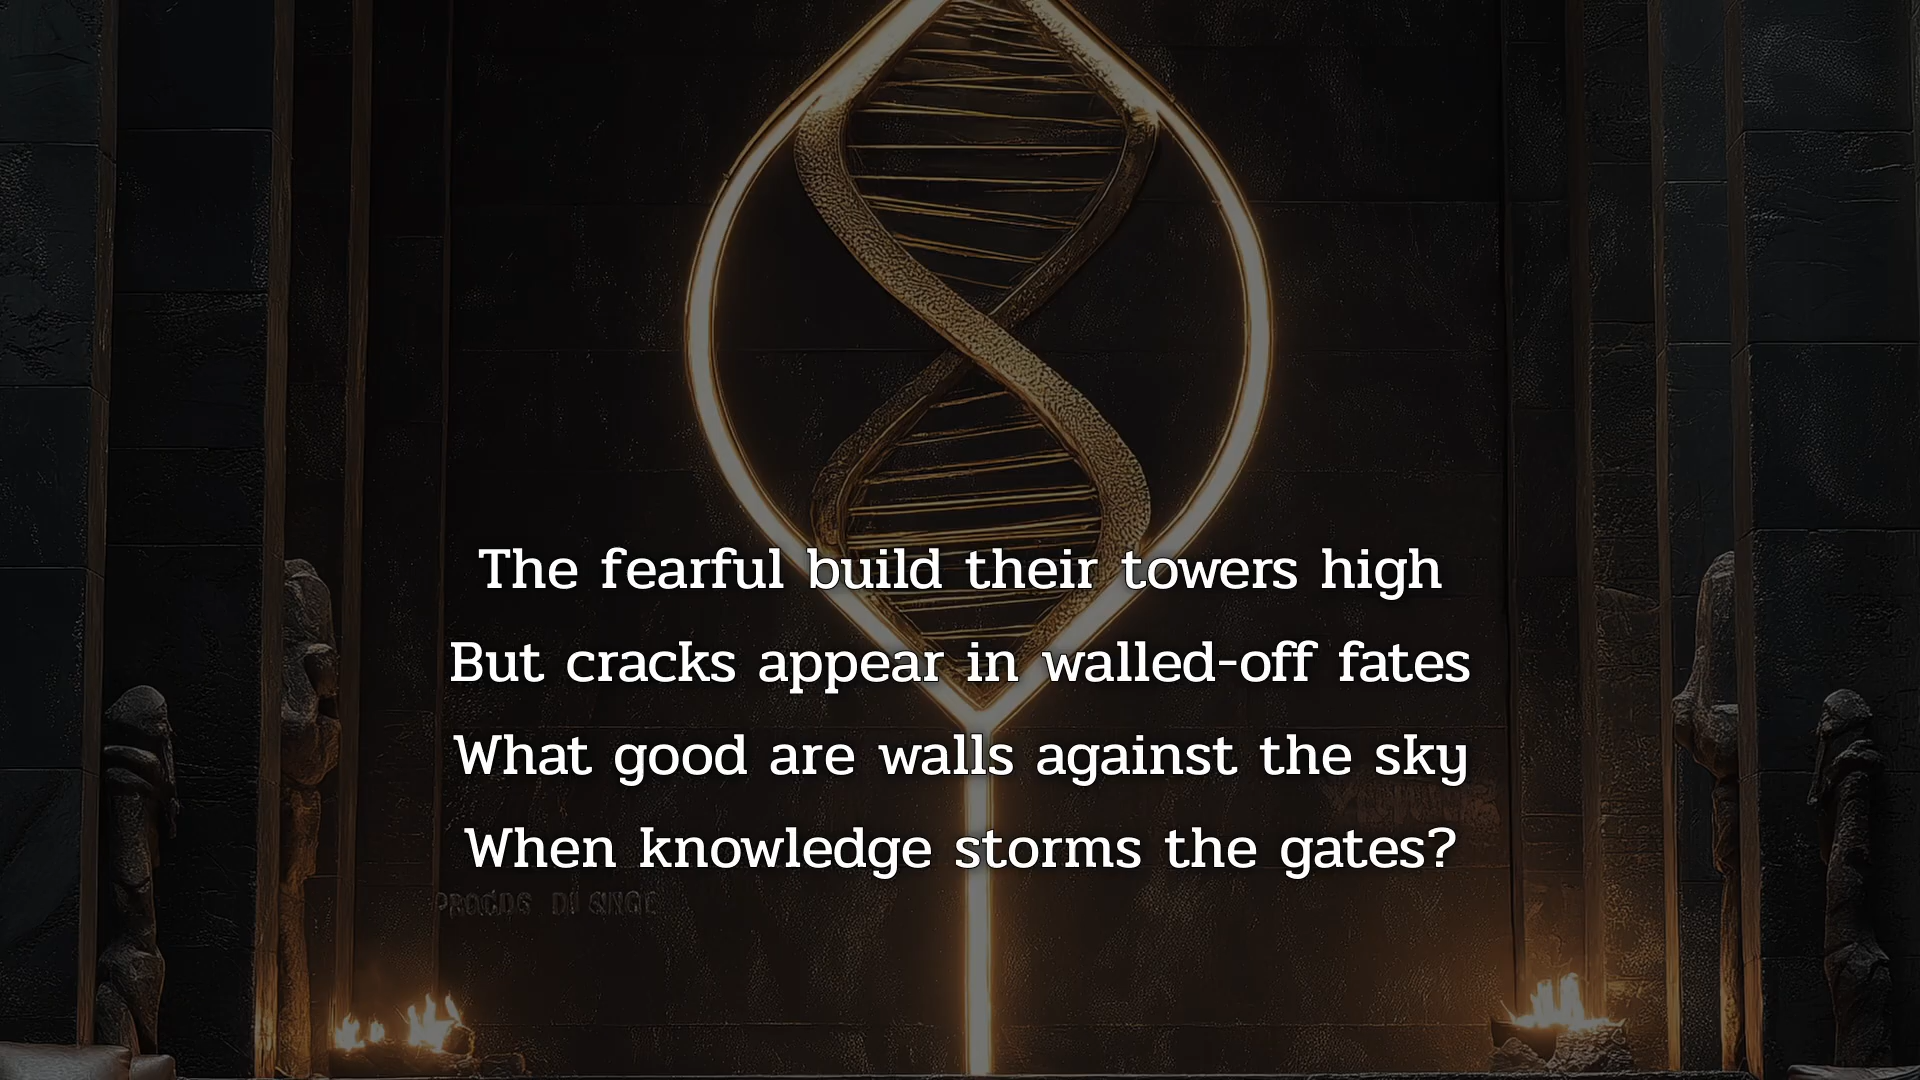 The fearful build their towers high
But cracks appear in walled-off fates
What good are walls against the sky
When knowledge storms the gates?